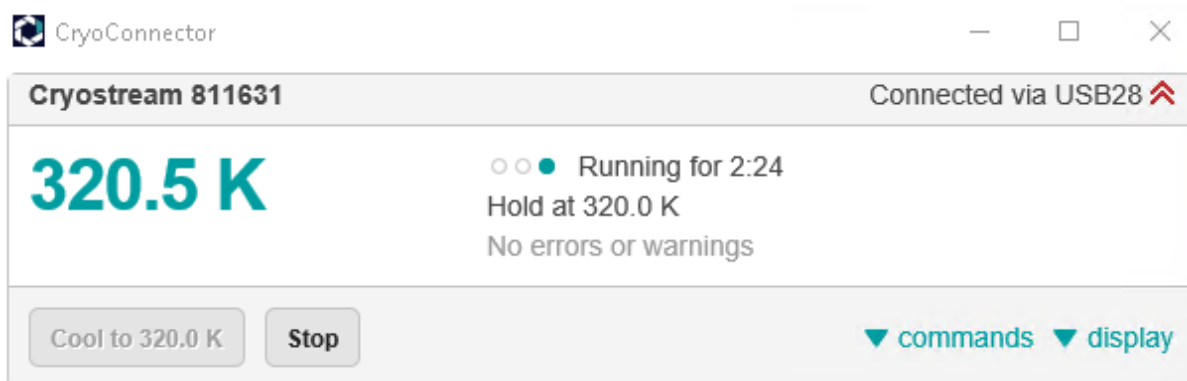 CryoConnector
Cryostream 811631 Connected via USB28
320.5 K
Running for 2:24
Hold at 320.0 K
No errors or warnings
Cool to 320.0 K Stop commands display